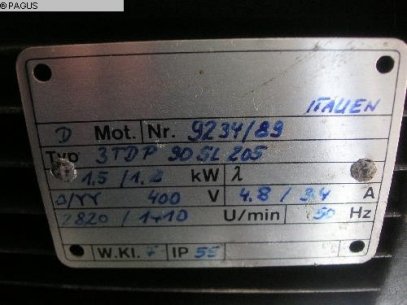 © PAGUS
ITALIEN
D Mot. Nr. 9234/89
Typ 3TDP 90 SL 205
1,5 / 1,2 kW λ
Δ/YY 400 V 4.8 / 3.4 A
2820 / 1410 U/min 50 Hz
W.Kl. F IP 55